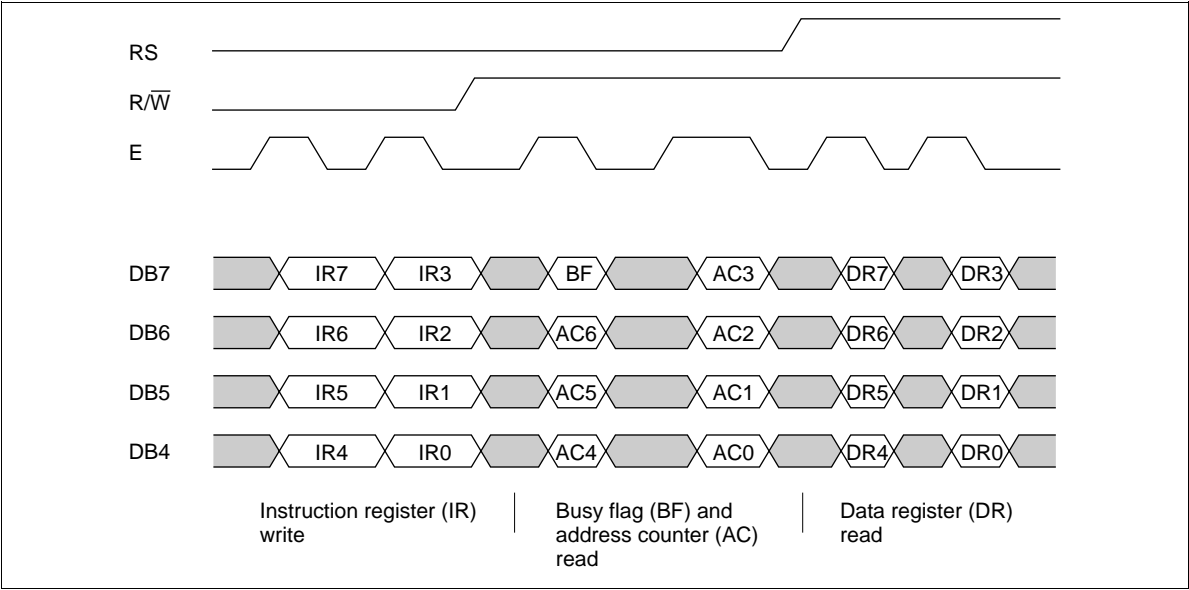 RS
R/W̅
E
DB7 IR7 IR3 BF AC3 DR7 DR3
DB6 IR6 IR2 AC6 AC2 DR6 DR2
DB5 IR5 IR1 AC5 AC1 DR5 DR1
DB4 IR4 IR0 AC4 AC0 DR4 DR0
Instruction register (IR)
write
Busy flag (BF) and
address counter (AC)
read
Data register (DR)
read